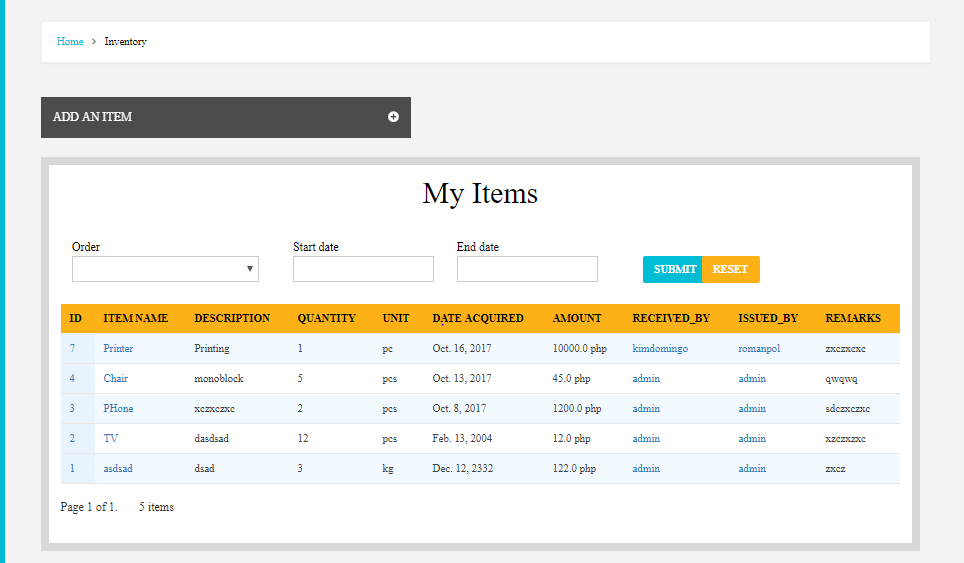 Home > Inventory
ADD AN ITEM
My Items
Order Start date End date
SUBMIT RESET
ID ITEM NAME DESCRIPTION QUANTITY UNIT DATE ACQUIRED AMOUNT RECEIVED_BY ISSUED_BY REMARKS
7 Printer Printing 1 pc Oct. 16, 2017 10000.0 php kimdomingo romanpol zxczxcxc
4 Chair monoblock 5 pcs Oct. 13, 2017 45.0 php admin admin qwqwq
3 PHone xczxczxc 2 pcs Oct. 8, 2017 1200.0 php admin admin sdczxczxc
2 TV dasdsad 12 pcs Feb. 13, 2004 12.0 php admin admin xzczxzxc
1 asdsad dsad 3 kg Dec. 12, 2332 122.0 php admin admin zxcz
Page 1 of 1. 5 items